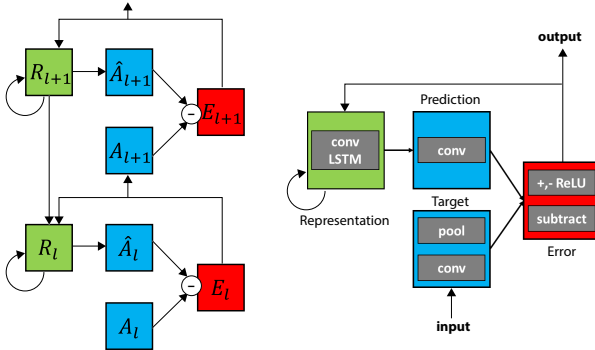 R_{l+1}
Â_{l+1}
-
E_{l+1}
A_{l+1}
R_l
Â_l
-
E_l
A_l
output
Prediction
conv
LSTM
conv
Representation
Target
+,- ReLU
subtract
Error
pool
conv
input